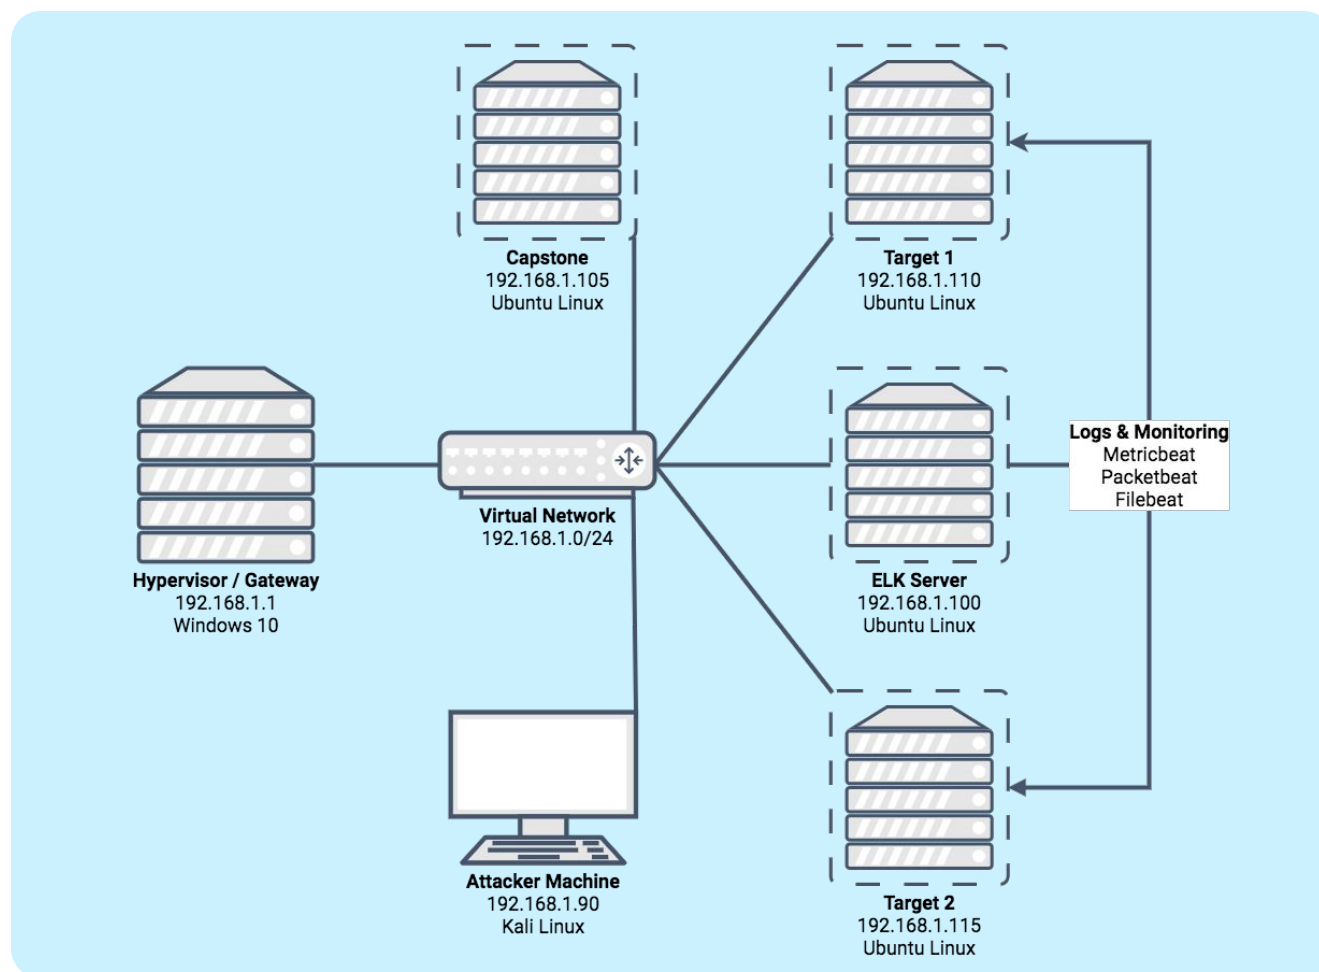 Capstone
192.168.1.105
Ubuntu Linux
Target 1
192.168.1.110
Ubuntu Linux
Hypervisor / Gateway
192.168.1.1
Windows 10
Virtual Network
192.168.1.0/24
ELK Server
192.168.1.100
Ubuntu Linux
Logs & Monitoring
Metricbeat
Packetbeat
Filebeat
Attacker Machine
192.168.1.90
Kali Linux
Target 2
192.168.1.115
Ubuntu Linux